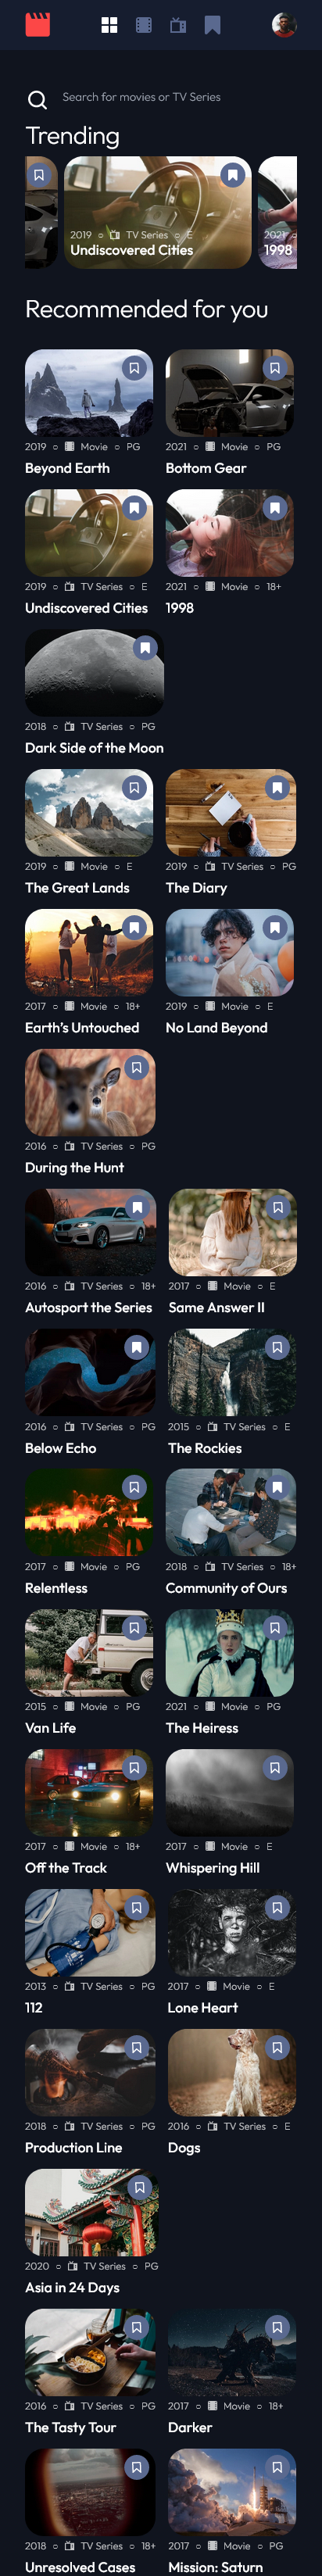 Search for movies or TV Series
Trending
2019 ○ TV Series ○ E
2021 ○
Undiscovered Cities
1998
Recommended for you
2019 ○ Movie ○ PG
2021 ○ Movie ○ PG
Beyond Earth
Bottom Gear
2019 ○ TV Series ○ E
2021 ○ Movie ○ 18+
Undiscovered Cities
1998
2018 ○ TV Series ○ PG
Dark Side of the Moon
2019 ○ Movie ○ E
2019 ○ TV Series ○ PG
The Great Lands
The Diary
2017 ○ Movie ○ 18+
2019 ○ Movie ○ E
Earth’s Untouched
No Land Beyond
2016 ○ TV Series ○ PG
During the Hunt
2016 ○ TV Series ○ 18+
2017 ○ Movie ○ E
Autosport the Series
Same Answer II
2016 ○ TV Series ○ PG
2015 ○ TV Series ○ E
Below Echo
The Rockies
2017 ○ Movie ○ PG
2018 ○ TV Series ○ 18+
Relentless
Community of Ours
2015 ○ Movie ○ PG
2021 ○ Movie ○ PG
Van Life
The Heiress
2017 ○ Movie ○ 18+
2017 ○ Movie ○ E
Off the Track
Whispering Hill
2013 ○ TV Series ○ PG
2017 ○ Movie ○ E
112
Lone Heart
2018 ○ TV Series ○ PG
2016 ○ TV Series ○ E
Production Line
Dogs
2020 ○ TV Series ○ PG
Asia in 24 Days
2016 ○ TV Series ○ PG
2017 ○ Movie ○ 18+
The Tasty Tour
Darker
2018 ○ TV Series ○ 18+
2017 ○ Movie ○ PG
Unresolved Cases
Mission: Saturn